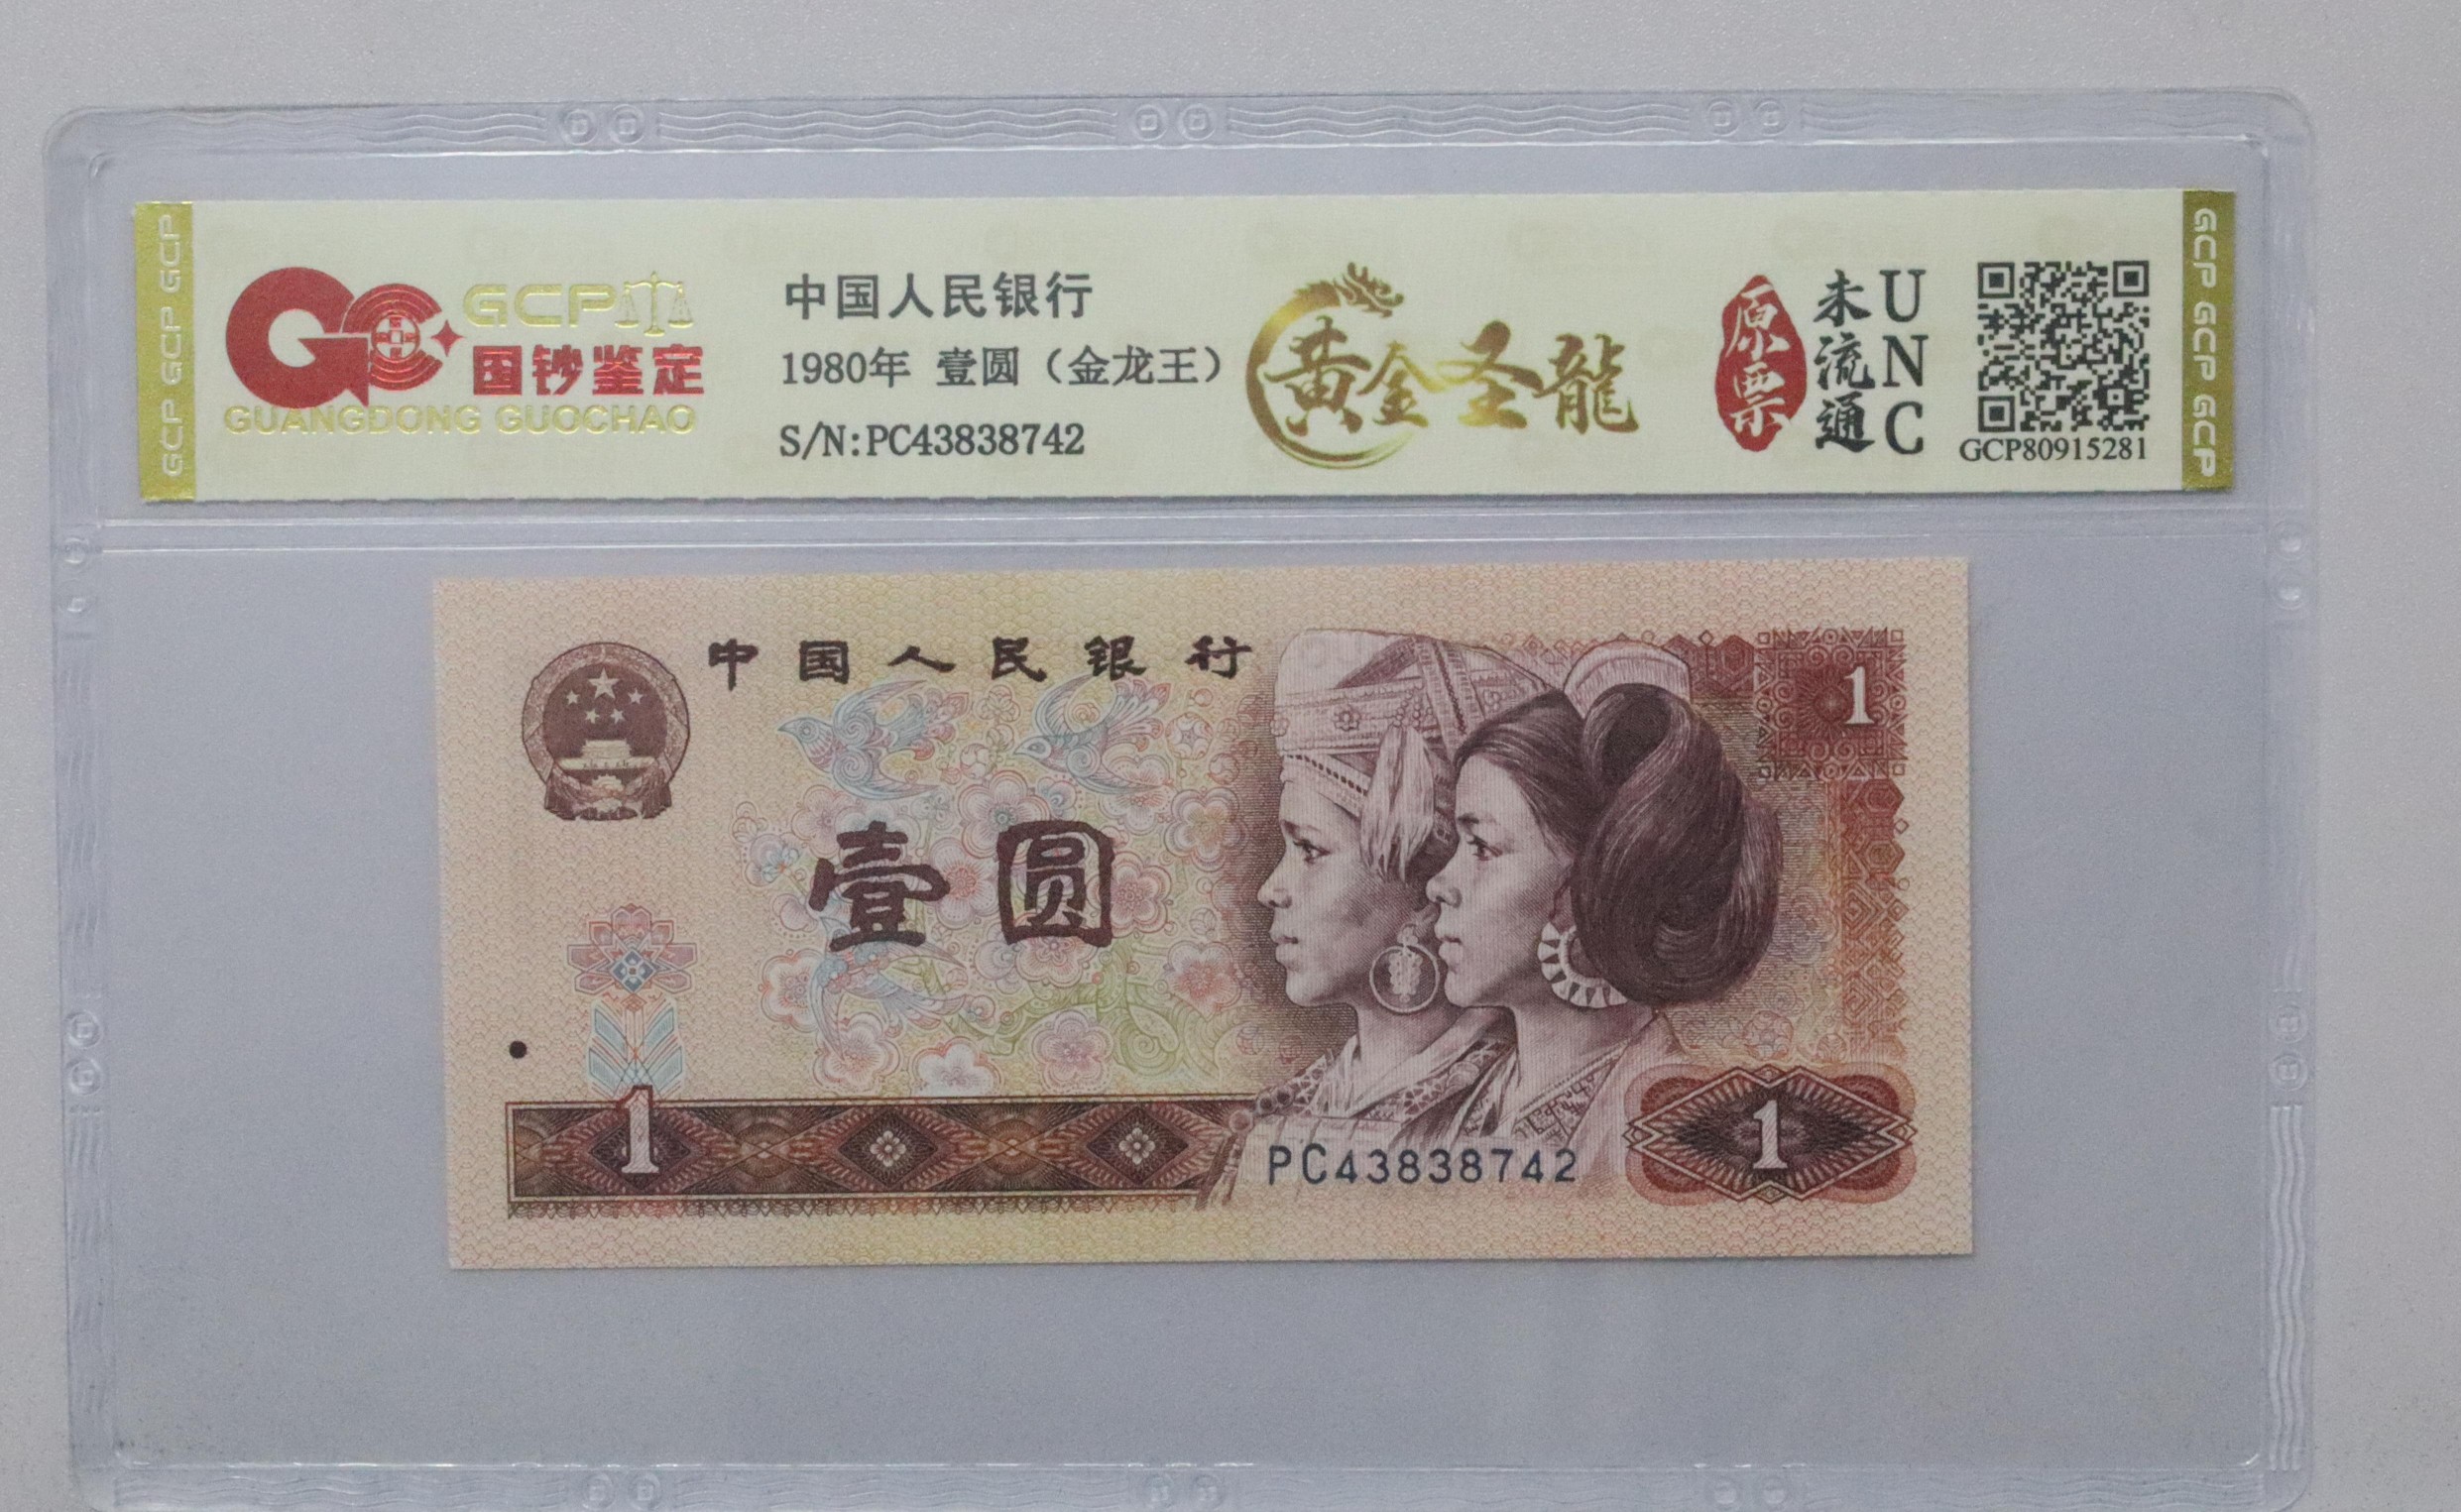 GCP GCP GCP
GCP
国钞鉴定
GUANGDONG GUOCHAO
中国人民银行
1980年 壹圆（金龙王）
S/N:PC43838742
黄金圣龍
原票
未流通
UNC
GCP80915281
GCP GCP GCP
中国人民银行
1
壹圆
1
PC43838742
1